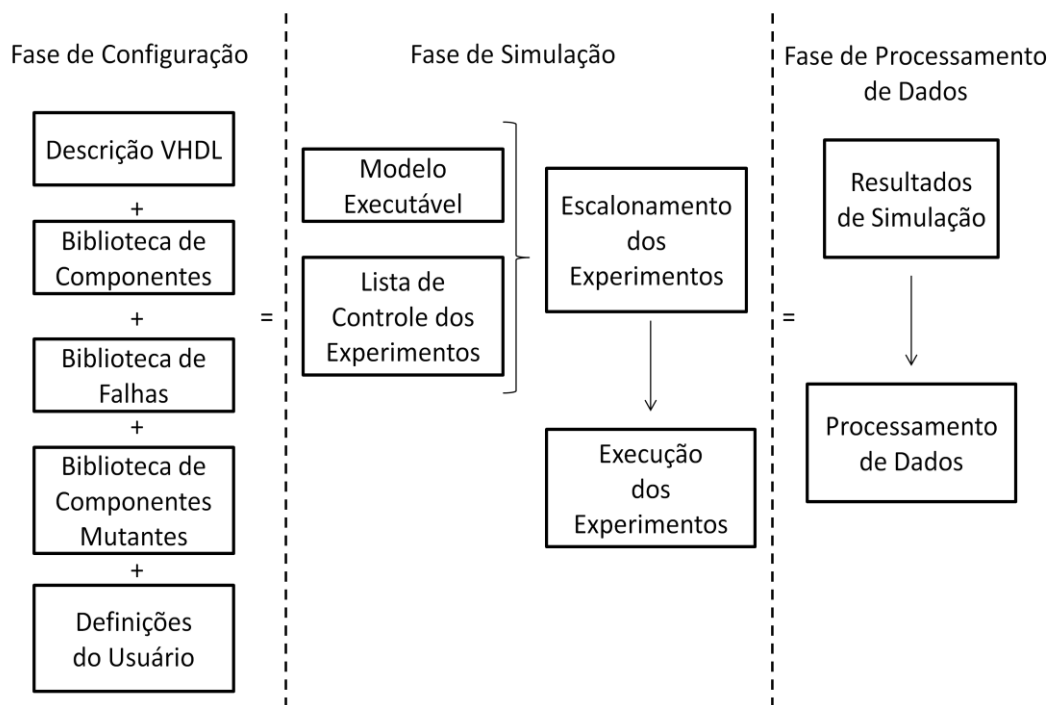 Fase de Configuração
Descrição VHDL
+
Biblioteca de
Componentes
+
Biblioteca de
Falhas
+
Biblioteca de
Componentes
Mutantes
+
Definições
do Usuário
=
Fase de Simulação
Modelo
Executável
Lista de
Controle dos
Experimentos
Escalonamento
dos
Experimentos
Execução
dos
Experimentos
=
Fase de Processamento
de Dados
Resultados
de Simulação
Processamento
de Dados